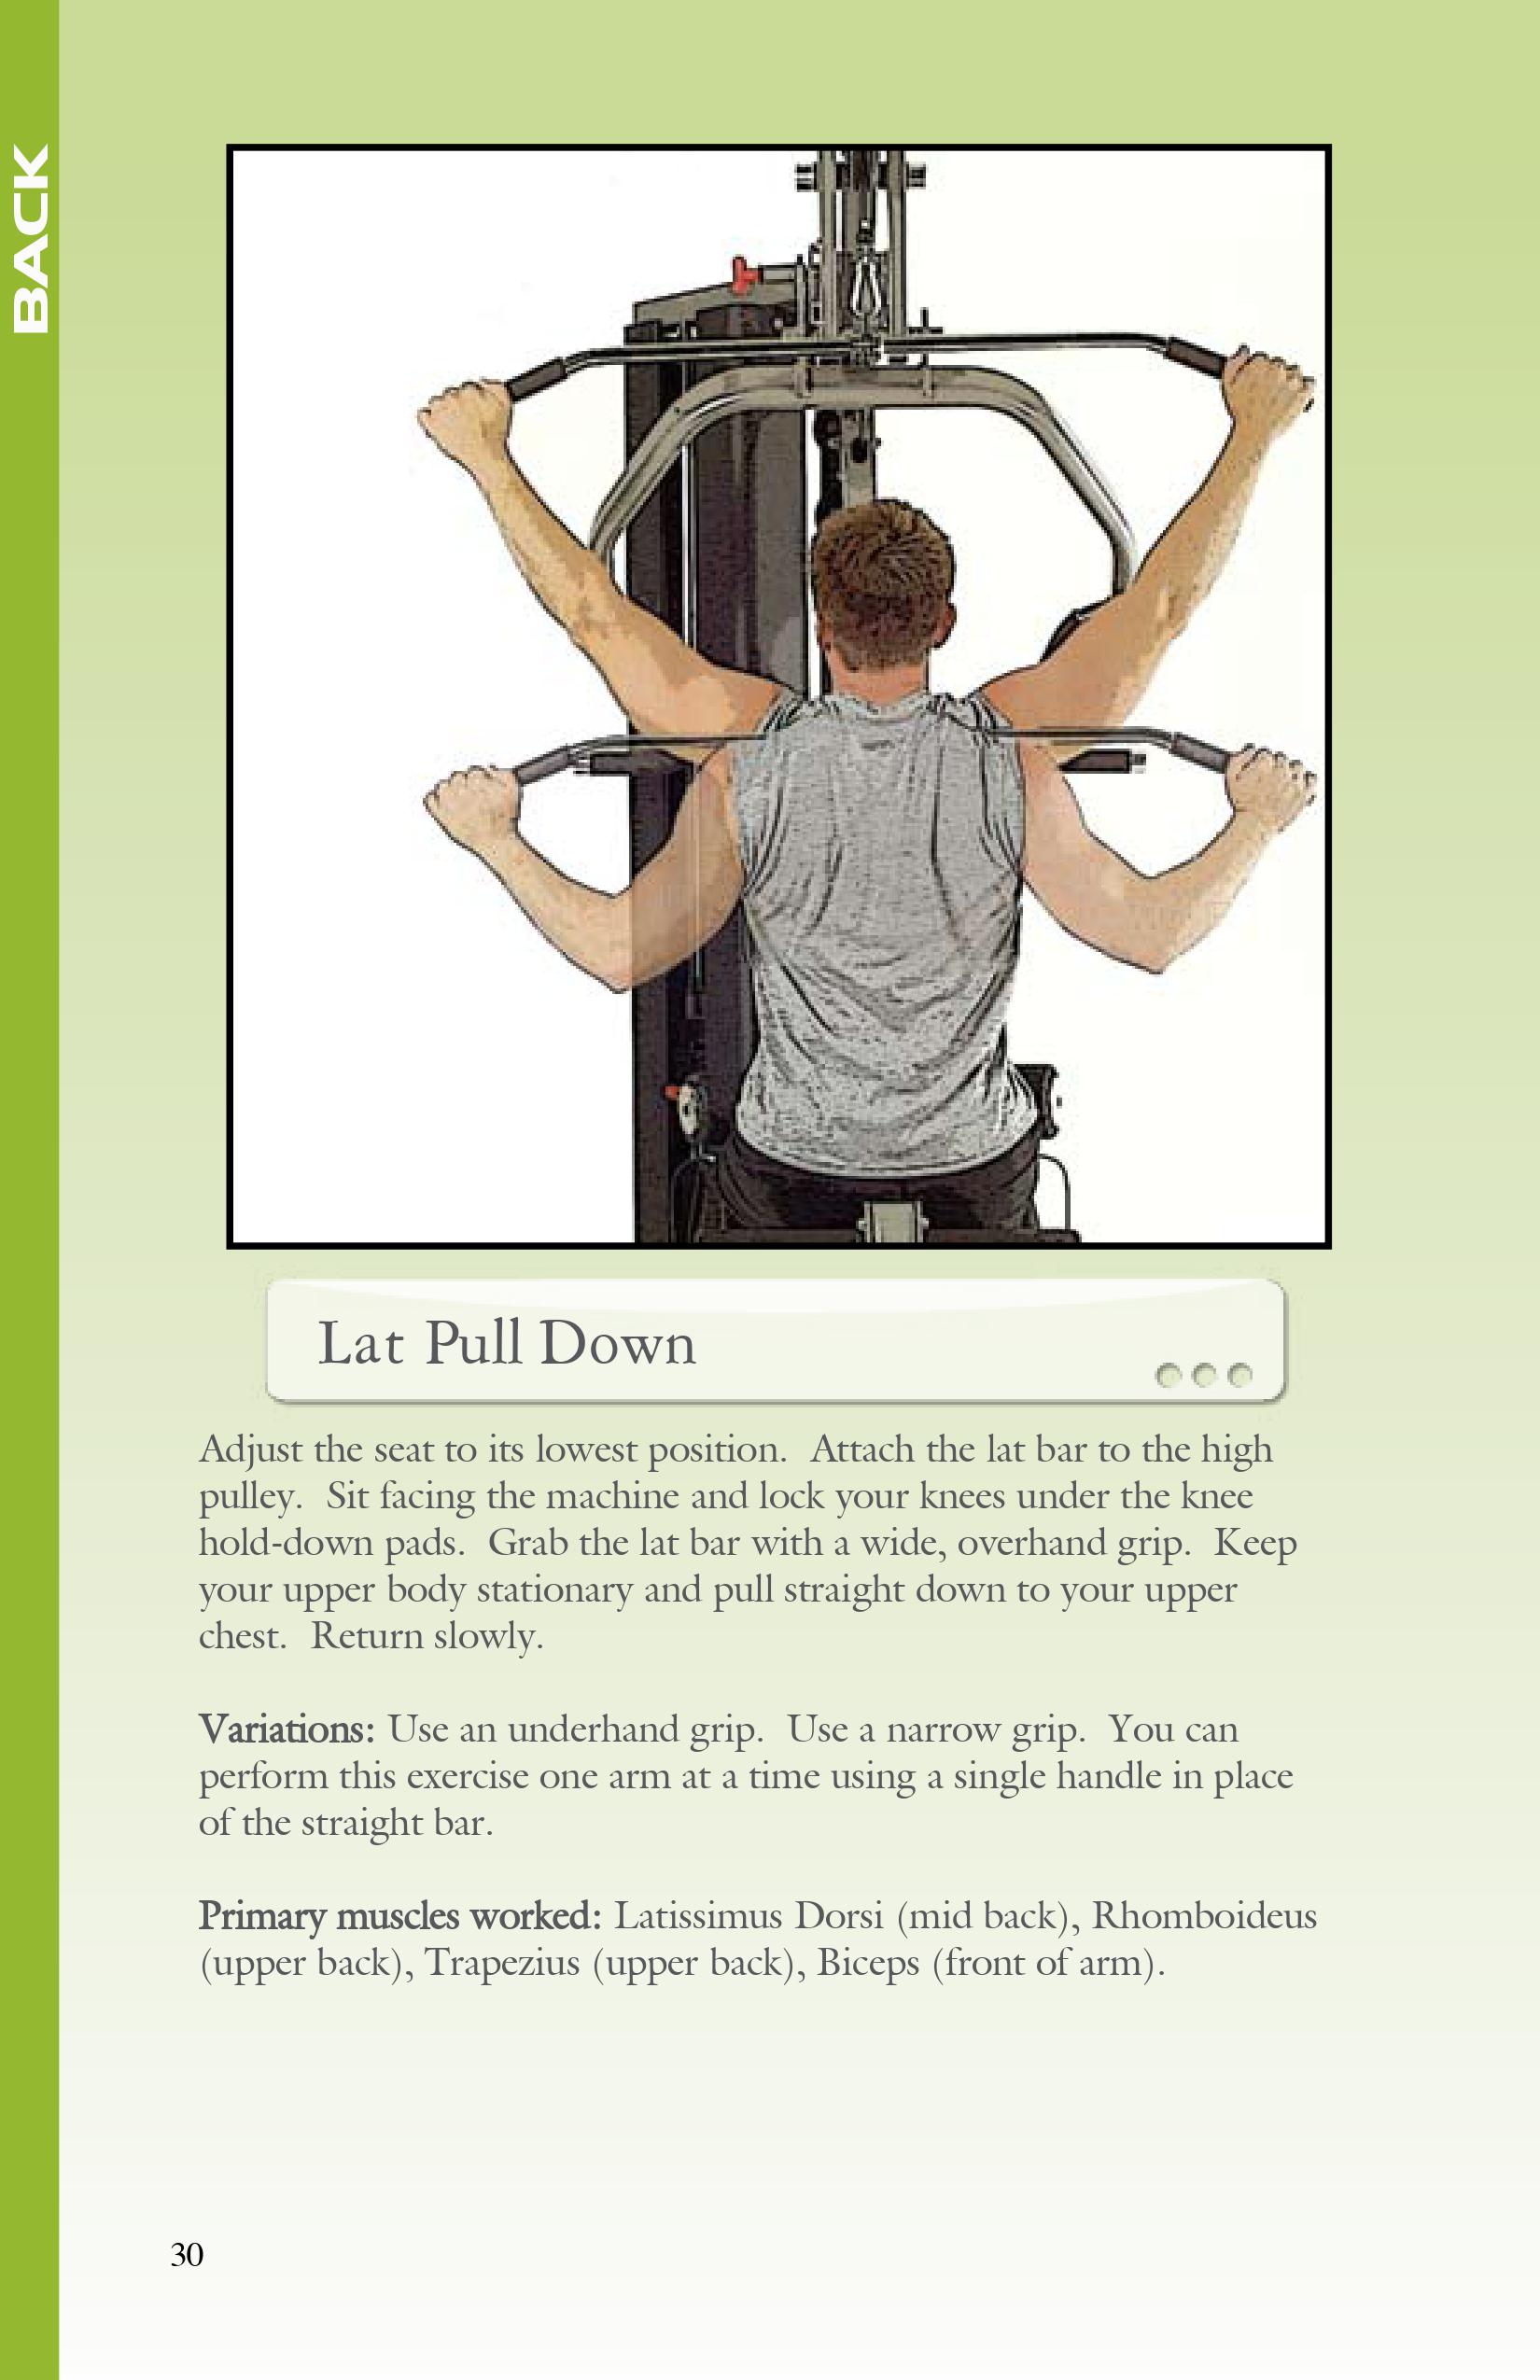 BACK
Lat Pull Down
Adjust the seat to its lowest position.  Attach the lat bar to the high
pulley.  Sit facing the machine and lock your knees under the knee
hold-down pads.  Grab the lat bar with a wide, overhand grip.  Keep
your upper body stationary and pull straight down to your upper
chest.  Return slowly.
Variations: Use an underhand grip.  Use a narrow grip.  You can
perform this exercise one arm at a time using a single handle in place
of the straight bar.
Primary muscles worked: Latissimus Dorsi (mid back), Rhomboideus
(upper back), Trapezius (upper back), Biceps (front of arm).
30